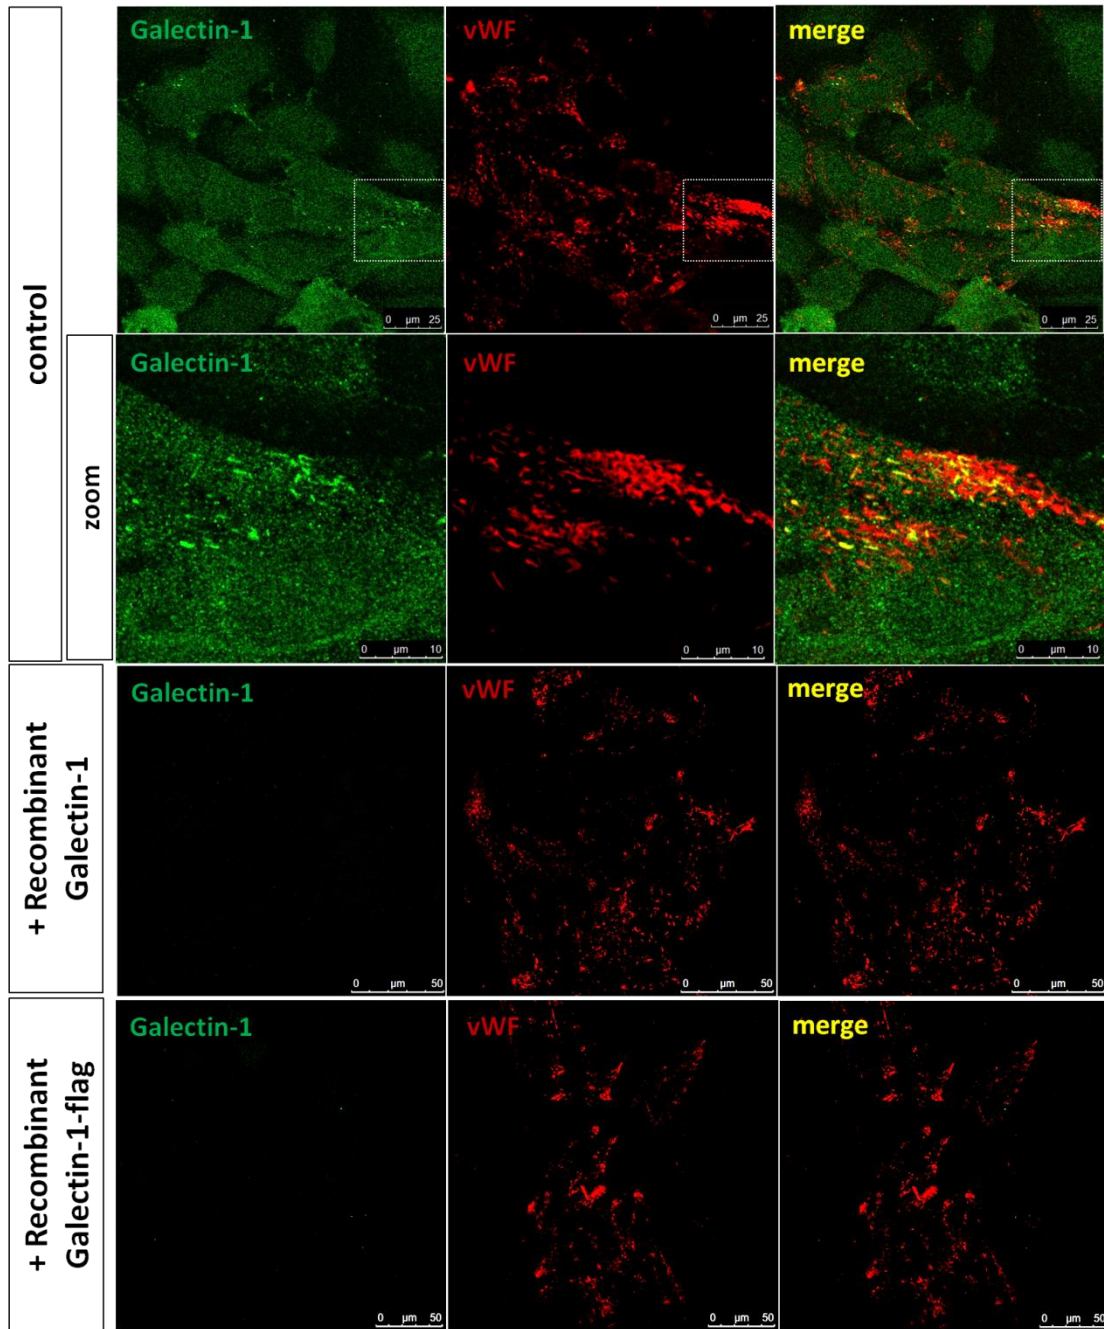 control
zoom
Galectin-1
vWF
merge
0 µm 25
0 µm 25
0 µm 25
Galectin-1
vWF
merge
0 µm 10
0 µm 10
0 µm 10
+ Recombinant
Galectin-1
Galectin-1
vWF
merge
0 µm 50
0 µm 50
0 µm 50
+ Recombinant
Galectin-1-flag
Galectin-1
vWF
merge
0 µm 50
0 µm 50
0 µm 50